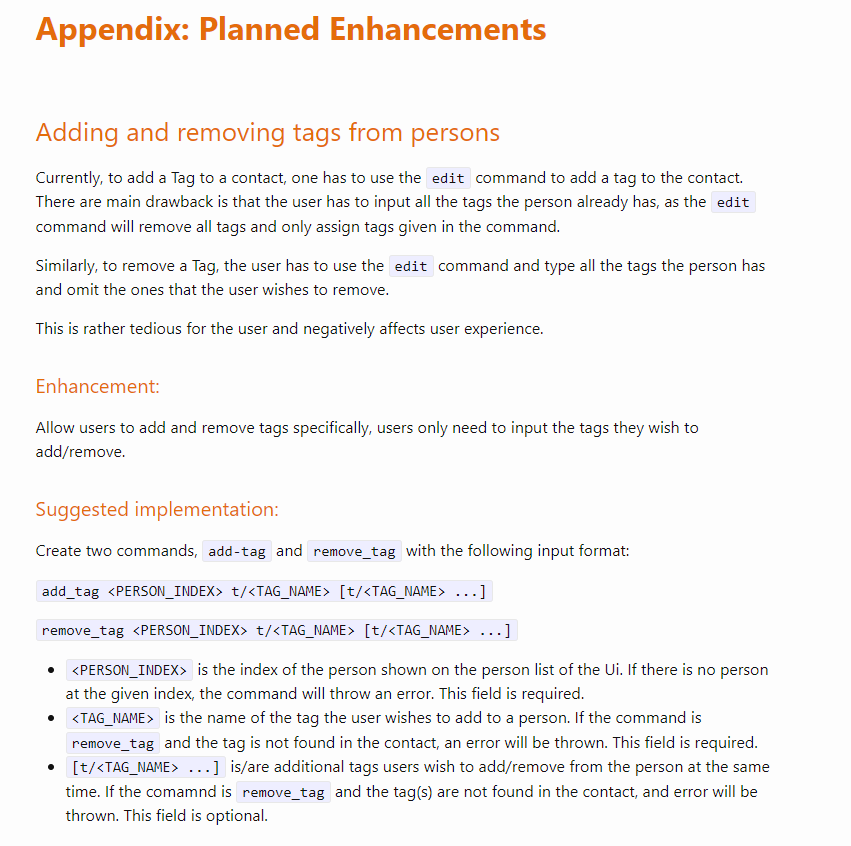 Appendix: Planned Enhancements
Adding and removing tags from persons
Currently, to add a Tag to a contact, one has to use the edit command to add a tag to the contact.
There are main drawback is that the user has to input all the tags the person already has, as the edit
command will remove all tags and only assign tags given in the command.
Similarly, to remove a Tag, the user has to use the edit command and type all the tags the person has
and omit the ones that the user wishes to remove.
This is rather tedious for the user and negatively affects user experience.
Enhancement:
Allow users to add and remove tags specifically, users only need to input the tags they wish to
add/remove.
Suggested implementation:
Create two commands, add-tag and remove_tag with the following input format:
add_tag <PERSON_INDEX> t/<TAG_NAME> [t/<TAG_NAME> ...]
remove_tag <PERSON_INDEX> t/<TAG_NAME> [t/<TAG_NAME> ...]
• <PERSON_INDEX> is the index of the person shown on the person list of the Ui. If there is no person
at the given index, the command will throw an error. This field is required.
• <TAG_NAME> is the name of the tag the user wishes to add to a person. If the command is
remove_tag and the tag is not found in the contact, an error will be thrown. This field is required.
• [t/<TAG_NAME> ...] is/are additional tags users wish to add/remove from the person at the same
time. If the comamnd is remove_tag and the tag(s) are not found in the contact, and error will be
thrown. This field is optional.